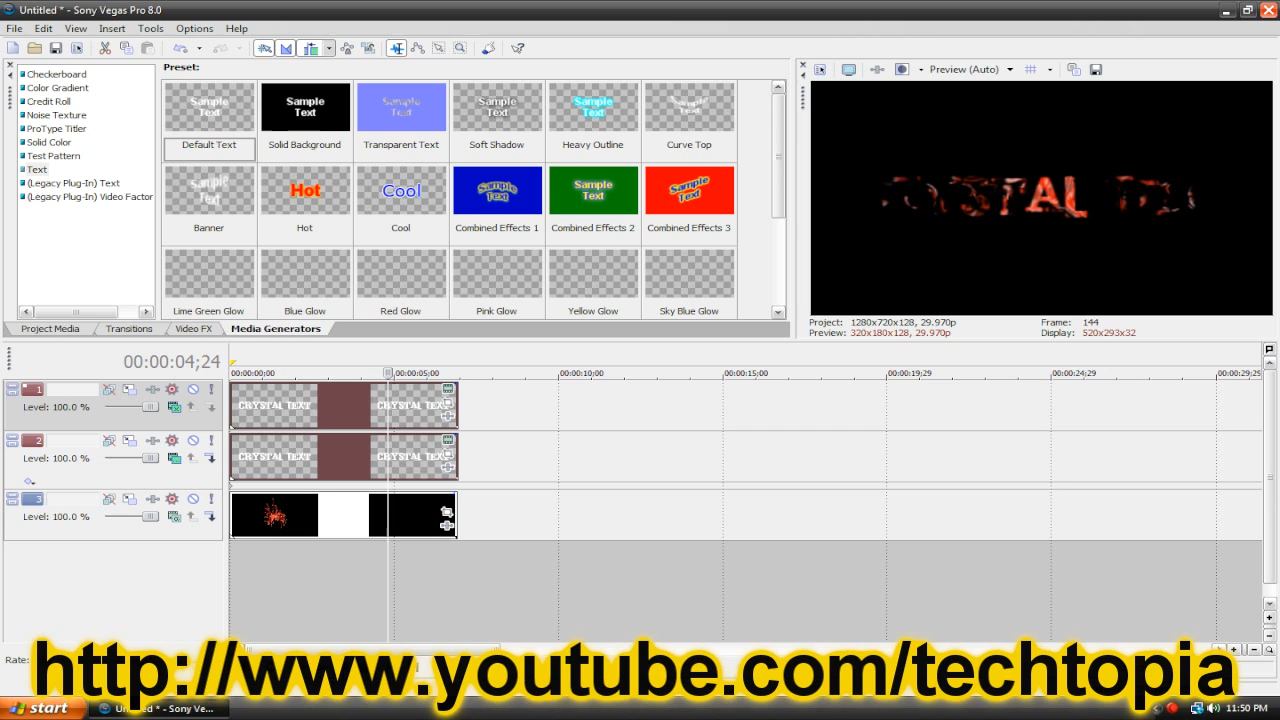 Untitled * - Sony Vegas Pro 8.0
File Edit View Insert Tools Options Help
Checkerboard
Color Gradient
Credit Roll
Noise Texture
ProType Titler
Solid Color
Test Pattern
Text
(Legacy Plug-In) Text
(Legacy Plug-In) Video Factor
Preset:
Sample Text
Sample Text
Sample Text
Sample Text
Sample Text
Sample Text
Default Text
Solid Background
Transparent Text
Soft Shadow
Heavy Outline
Curve Top
Sample Text
Hot
Cool
Sample Text
Sample Text
Sample Text
Banner
Hot
Cool
Combined Effects 1
Combined Effects 2
Combined Effects 3
Lime Green Glow
Blue Glow
Red Glow
Pink Glow
Yellow Glow
Sky Blue Glow
Project Media
Transitions
Video FX
Media Generators
Preview (Auto)
Project: 1280x720x128, 29.970p
Frame: 144
Preview: 320x180x128, 29.970p
Display: 520x293x32
00:00:04;24
00:00:00;00
00:00:05;00
00:00:10;00
00:00:15;00
00:00:19;29
00:00:24;29
00:00:29;29
1
Level: 100.0 %
CRYSTAL TEXT
CRYSTAL TEXT
2
Level: 100.0 %
CRYSTAL TEXT
CRYSTAL TEXT
3
Level: 100.0 %
Rate:
http://www.youtube.com/techtopia
start
Untitled * - Sony Ve...
11:50 PM